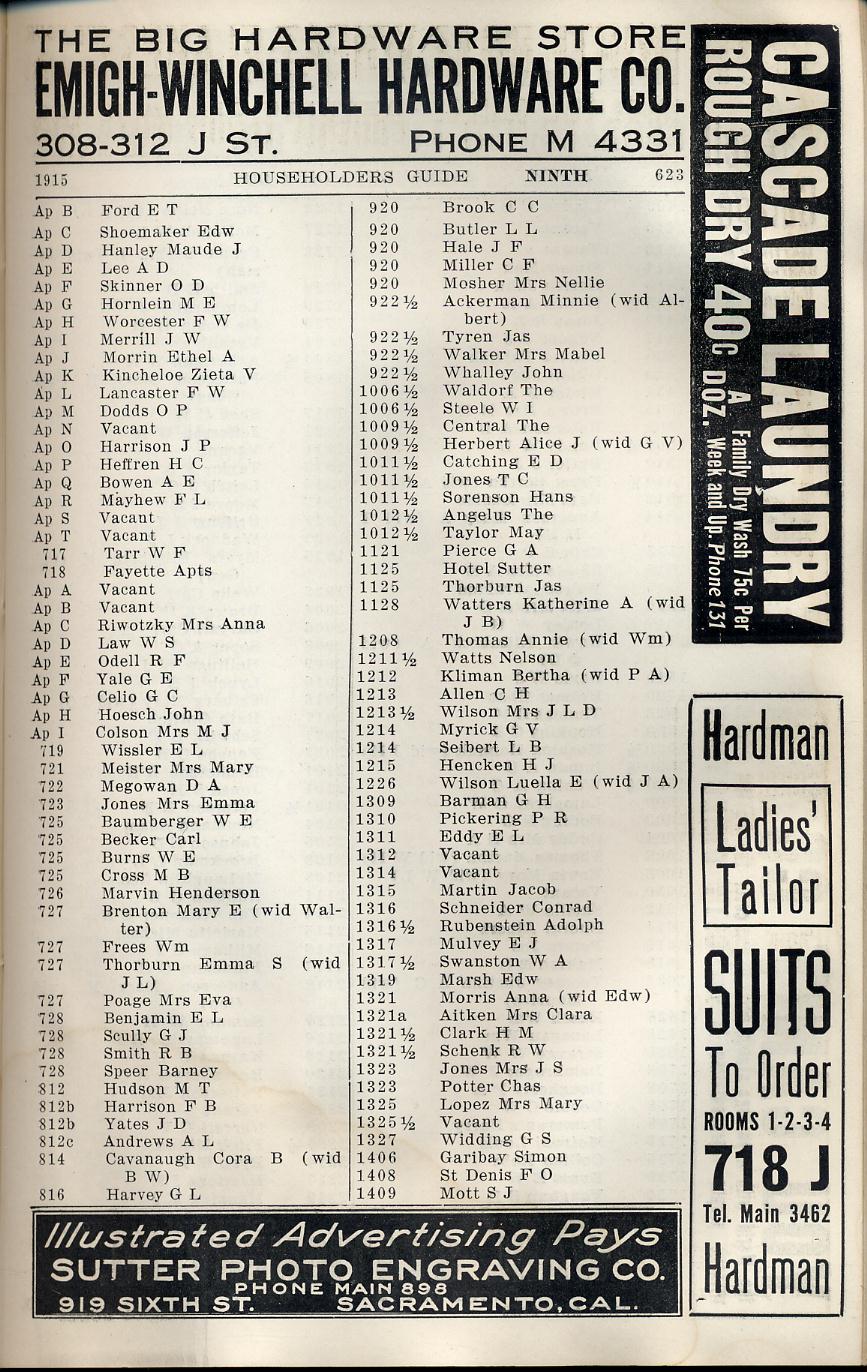 THE BIG HARDWARE STORE
EMIGH-WINCHELL HARDWARE CO.
308-312 J ST. PHONE M 4331
1915 HOUSEHOLDERS GUIDE NINTH 623
Ap B Ford E T
Ap C Shoemaker Edw
Ap D Hanley Maude J
Ap E Lee A D
Ap F Skinner O D
Ap G Hornlein M E
Ap H Worcester F W
Ap I Merrill J W
Ap J Morrin Ethel A
Ap K Kincheloe Zieta V
Ap L Lancaster F W
Ap M Dodds O P
Ap N Vacant
Ap O Harrison J P
Ap P Heffren H C
Ap Q Bowen A E
Ap R Mayhew F L
Ap S Vacant
Ap T Vacant
717 Tarr W F
718 Fayette Apts
Ap A Vacant
Ap B Vacant
Ap C Riwotzky Mrs Anna
Ap D Law W S
Ap E Odell R F
Ap F Yale G E
Ap G Celio G C
Ap H Hoesch John
Ap I Colson Mrs M J
719 Wissler E L
721 Meister Mrs Mary
722 Megowan D A
723 Jones Mrs Emma
725 Baumberger W E
725 Becker Carl
725 Burns W E
725 Cross M B
726 Marvin Henderson
727 Brenton Mary E (wid Wal-
ter)
727 Frees Wm
727 Thorburn Emma S (wid
J L)
727 Poage Mrs Eva
728 Benjamin E L
728 Scully G J
728 Smith R B
728 Speer Barney
812 Hudson M T
812b Harrison F B
812b Yates J D
812c Andrews A L
814 Cavanaugh Cora B (wid
B W)
816 Harvey G L
920 Brook C C
920 Butler L L
920 Hale J F
920 Miller C F
920 Mosher Mrs Nellie
922½ Ackerman Minnie (wid Al-
bert)
922½ Tyren Jas
922½ Walker Mrs Mabel
922½ Whalley John
1006½ Waldorf The
1006½ Steele W I
1009½ Central The
1009½ Herbert Alice J (wid G V)
1011½ Catching E D
1011½ Jones T C
1011½ Sorenson Hans
1012½ Angelus The
1012½ Taylor May
1121 Pierce G A
1125 Hotel Sutter
1125 Thorburn Jas
1128 Watters Katherine A (wid
J B)
1208 Thomas Annie (wid Wm)
1211½ Watts Nelson
1212 Kliman Bertha (wid P A)
1213 Allen C H
1213½ Wilson Mrs J L D
1214 Myrick G V
1214 Seibert L B
1215 Hencken H J
1226 Wilson Luella E (wid J A)
1309 Barman G H
1310 Pickering P R
1311 Eddy E L
1312 Vacant
1314 Vacant
1315 Martin Jacob
1316 Schneider Conrad
1316½ Rubenstein Adolph
1317 Mulvey E J
1317½ Swanston W A
1319 Marsh Edw
1321 Morris Anna (wid Edw)
1321a Aitken Mrs Clara
1321½ Clark H M
1321½ Schenk R W
1323 Jones Mrs J S
1323 Potter Chas
1325 Lopez Mrs Mary
1325½ Vacant
1327 Widding G S
1406 Garibay Simon
1408 St Denis F O
1409 Mott S J
CASCADE LAUNDRY
ROUGH DRY 40c DOZ.
A Family Dry Wash 75c Per
Week and Up. Phone 131
Hardman
Ladies'
Tailor
SUITS
To Order
ROOMS 1-2-3-4
718 J
Tel. Main 3462
Hardman
Illustrated Advertising Pays
SUTTER PHOTO ENGRAVING CO.
PHONE MAIN 898
919 SIXTH ST. SACRAMENTO, CAL.